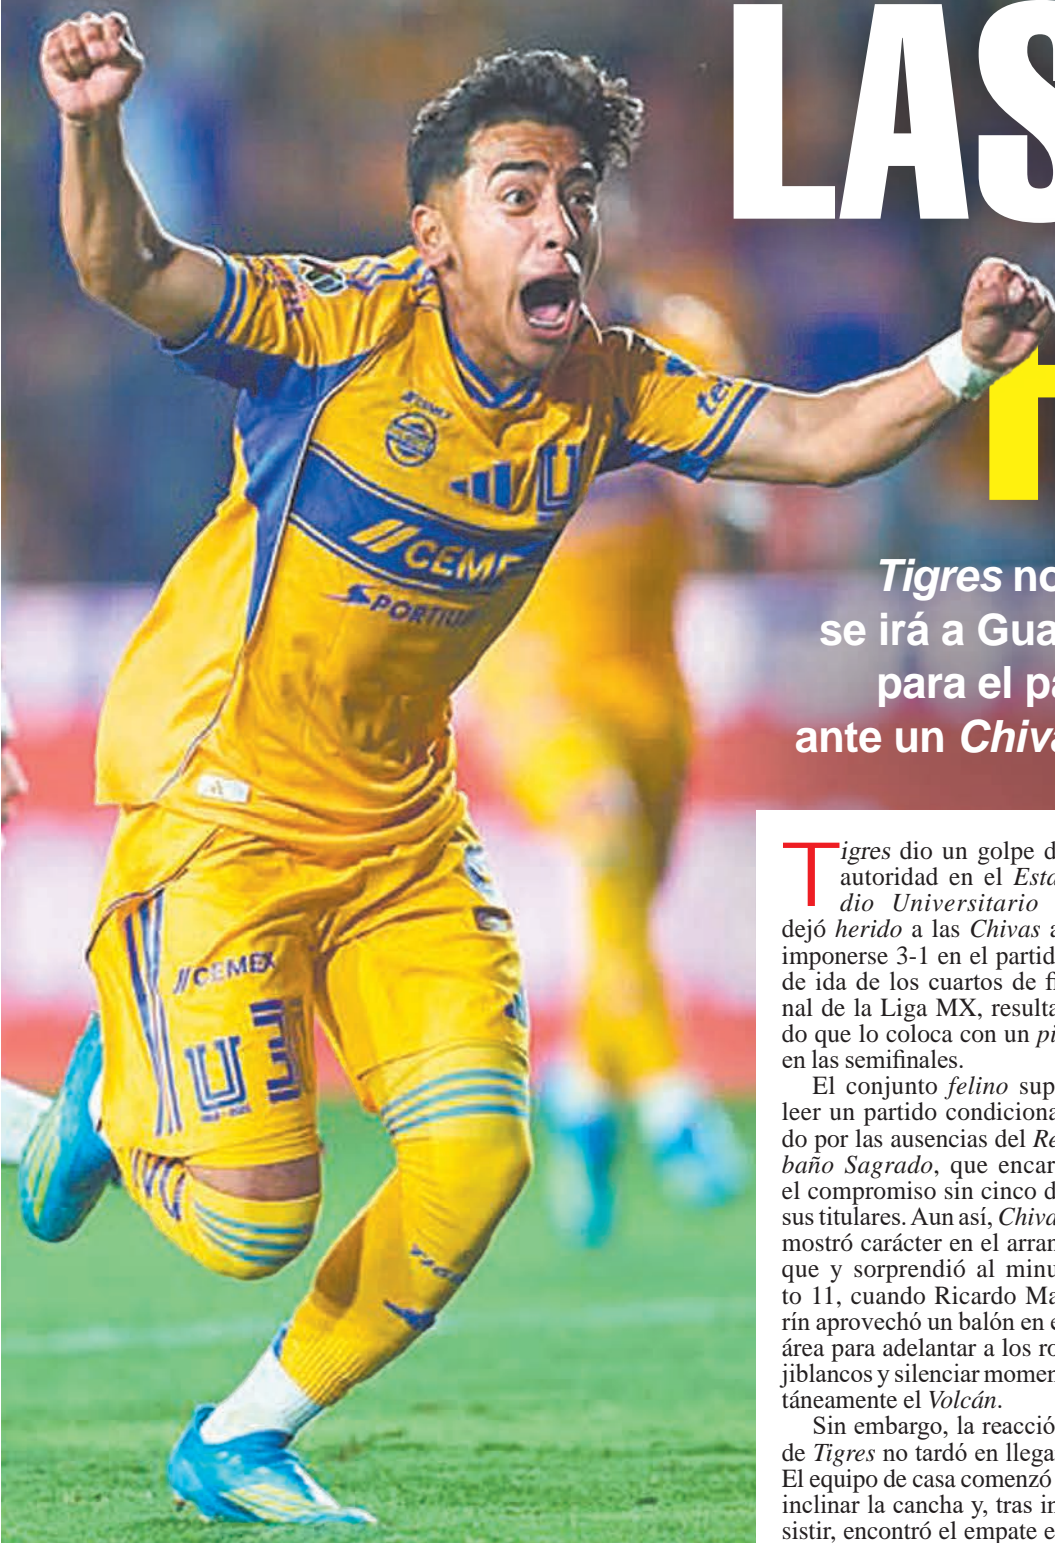 LAS
Tigres no
se irá a Gua
para el pa
ante un Chiva
CEMEX
SPORTIUM
//CEMEX
U 3
Tigres dio un golpe d
autoridad en el Esta
dio Universitario
dejó herido a las Chivas a
imponerse 3-1 en el partid
de ida de los cuartos de fi
nal de la Liga MX, resulta
do que lo coloca con un pi
en las semifinales.
El conjunto felino sup
leer un partido condiciona
do por las ausencias del Re
baño Sagrado, que encar
el compromiso sin cinco d
sus titulares. Aun así, Chiva
mostró carácter en el arran
que y sorprendió al minu
to 11, cuando Ricardo Ma
rín aprovechó un balón en e
área para adelantar a los ro
jiblancos y silenciar momen
táneamente el Volcán.
Sin embargo, la reacció
de Tigres no tardó en llega
El equipo de casa comenzó
inclinar la cancha y, tras in
sistir, encontró el empate e